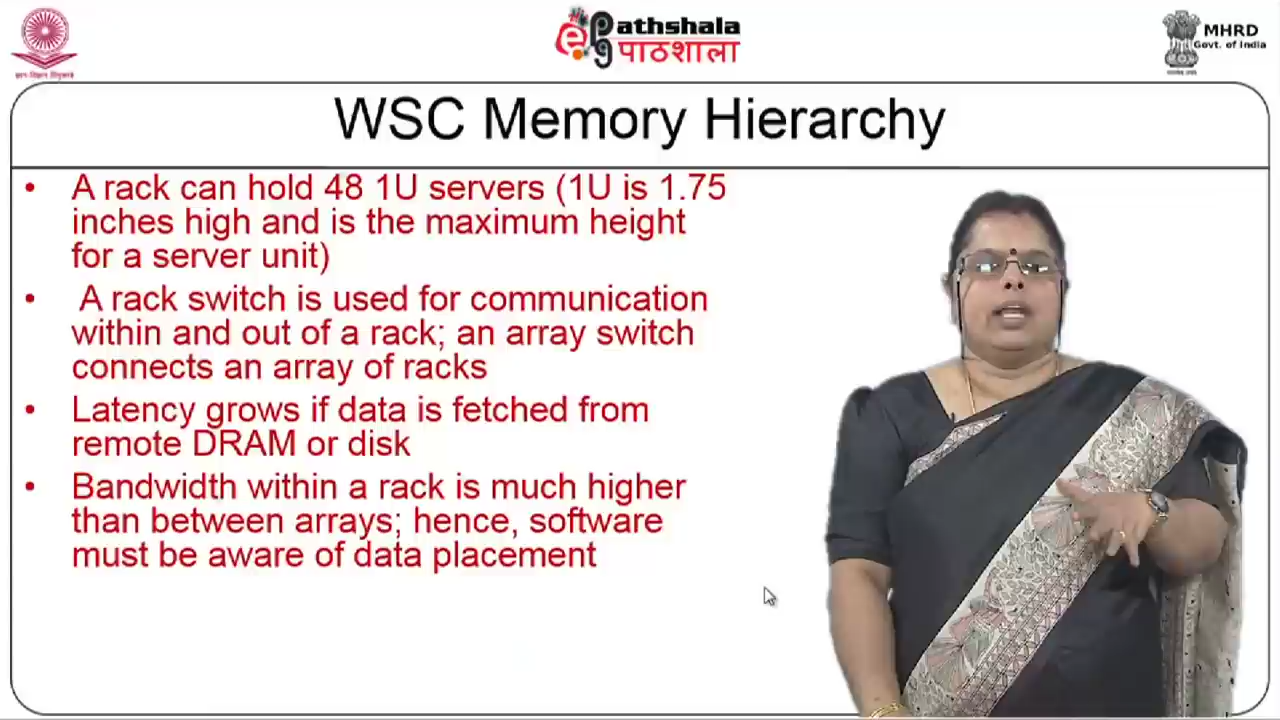 ePathshala
पाठशाला
MHRD
Govt. of India
WSC Memory Hierarchy
• A rack can hold 48 1U servers (1U is 1.75
inches high and is the maximum height
for a server unit)
• A rack switch is used for communication
within and out of a rack; an array switch
connects an array of racks
• Latency grows if data is fetched from
remote DRAM or disk
• Bandwidth within a rack is much higher
than between arrays; hence, software
must be aware of data placement